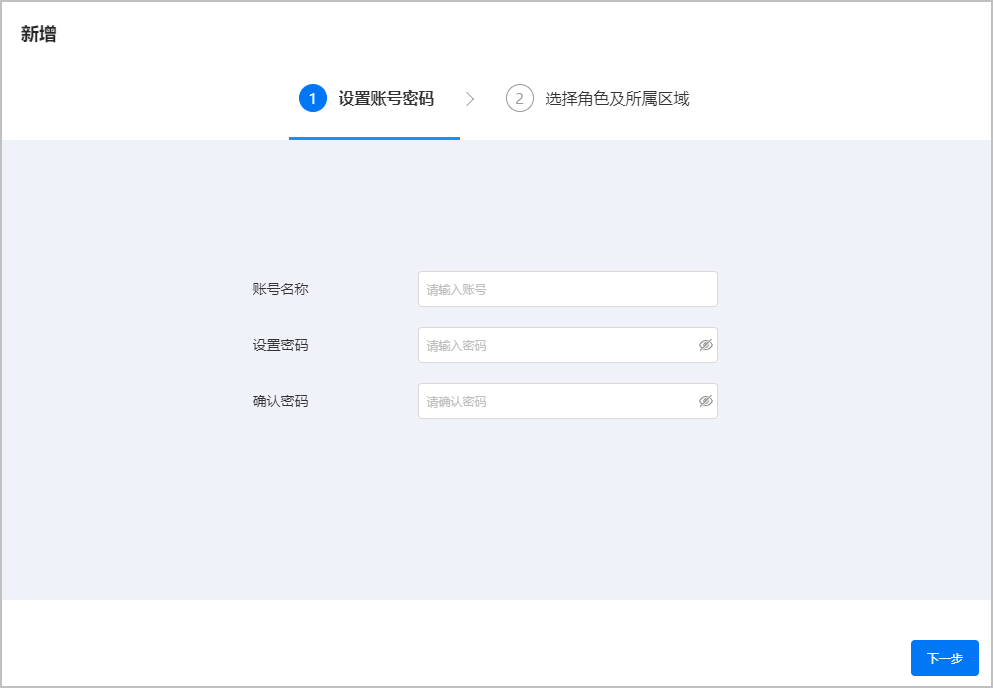 新增
1 设置账号密码
2 选择角色及所属区域
账号名称 请输入账号
设置密码 请输入密码
确认密码 请确认密码
下一步